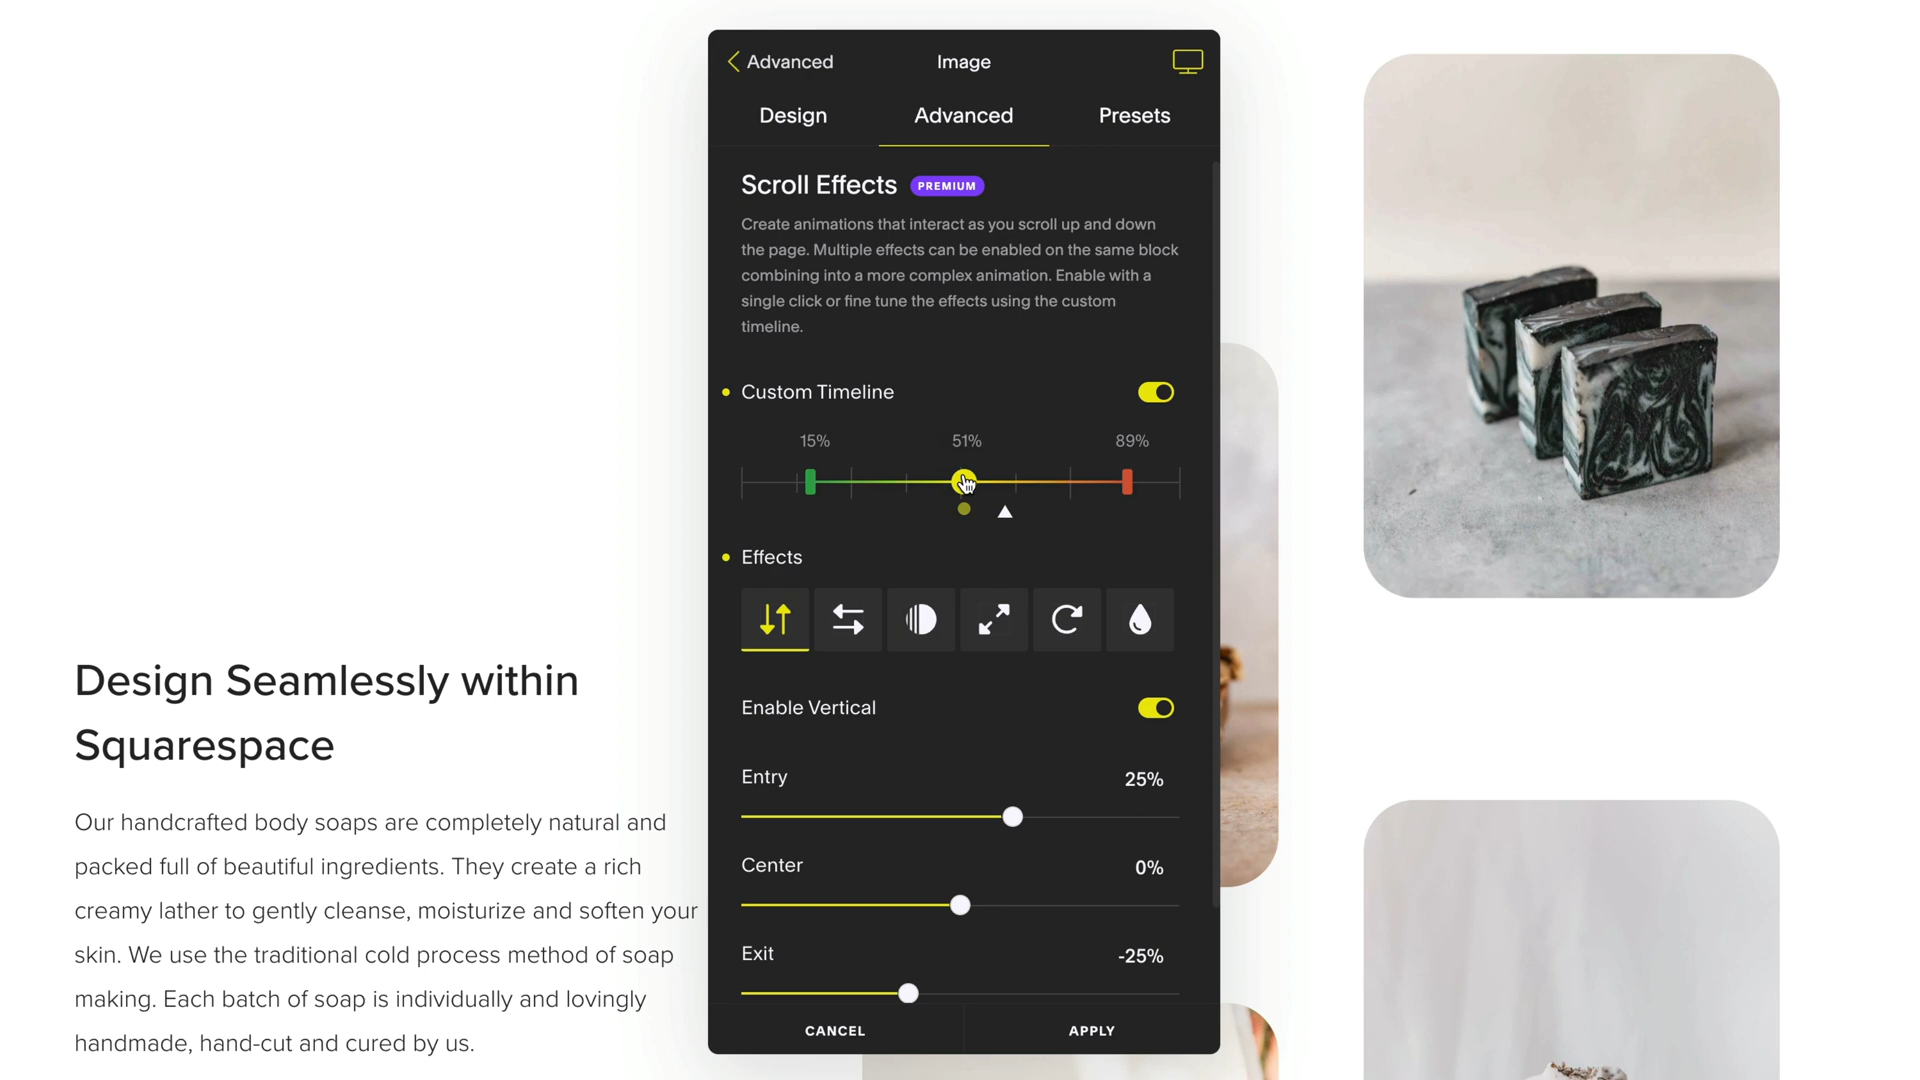 Advanced
Image
Design
Advanced
Presets
Scroll Effects PREMIUM
Create animations that interact as you scroll up and down
the page. Multiple effects can be enabled on the same block
combining into a more complex animation. Enable with a
single click or fine tune the effects using the custom
timeline.
Custom Timeline
15%
51%
89%
Effects
Enable Vertical
Entry
25%
Center
0%
Exit
-25%
CANCEL
APPLY
Design Seamlessly within
Squarespace
Our handcrafted body soaps are completely natural and
packed full of beautiful ingredients. They create a rich
creamy lather to gently cleanse, moisturize and soften your
skin. We use the traditional cold process method of soap
making. Each batch of soap is individually and lovingly
handmade, hand-cut and cured by us.